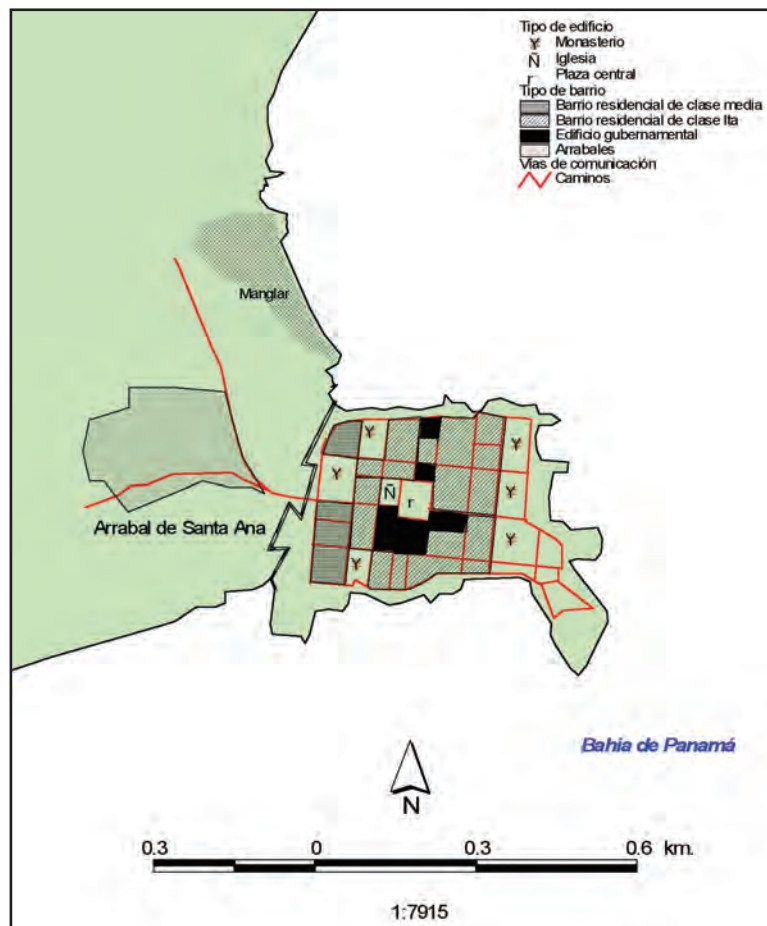 Tipo de edificio
¥ Monasterio
Ñ Iglesia
r Plaza central
Tipo de barrio
Barrio residencial de clase media
Barrio residencial de clase lta
Edificio gubernamental
Arrabales
Vías de comunicación
Caminos
Manglar
¥
¥
¥
Ñ
r
¥
Arrabal de Santa Ana
¥
¥
Bahía de Panamá
N
0.3 0 0.3 0.6 km.
1:7915